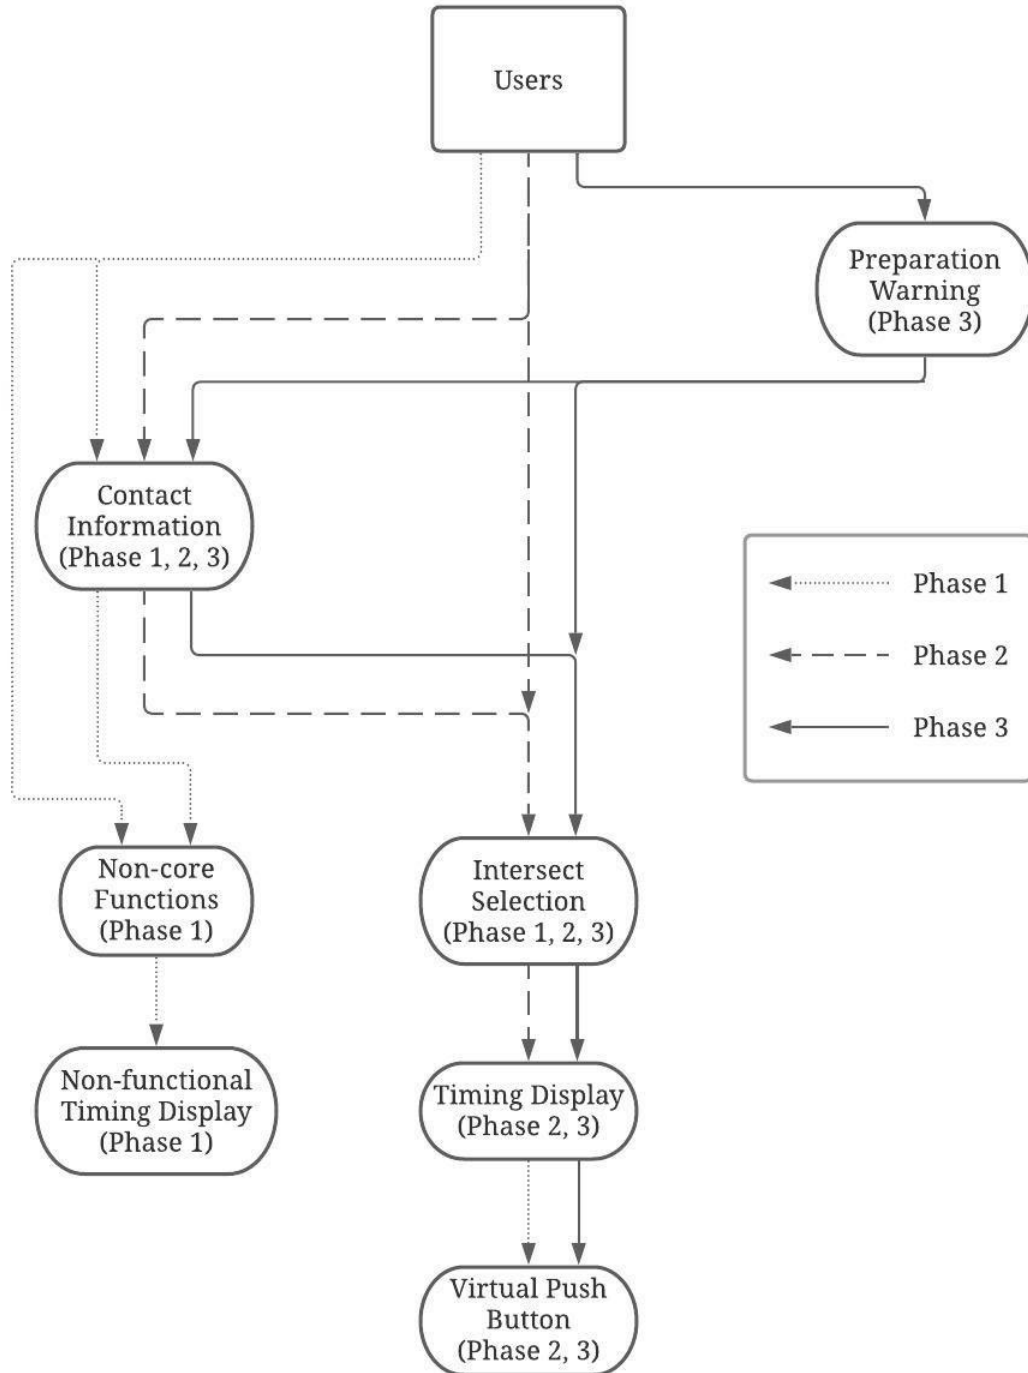 Users
Preparation
Warning
(Phase 3)
Contact
Information
(Phase 1, 2, 3)
Phase 1
Phase 2
Phase 3
Non-core
Functions
(Phase 1)
Intersect
Selection
(Phase 1, 2, 3)
Non-functional
Timing Display
(Phase 1)
Timing Display
(Phase 2, 3)
Virtual Push
Button
(Phase 2, 3)